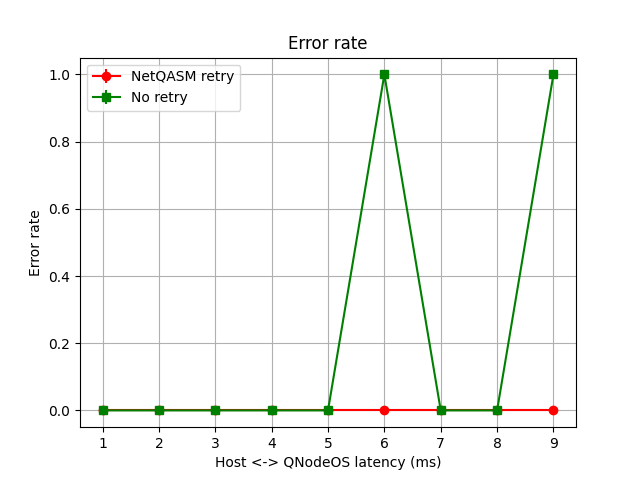 Error rate
NetQASM retry
No retry
1.0
0.8
0.6
0.4
0.2
0.0
Error rate
1 2 3 4 5 6 7 8 9
Host <-> QNodeOS latency (ms)